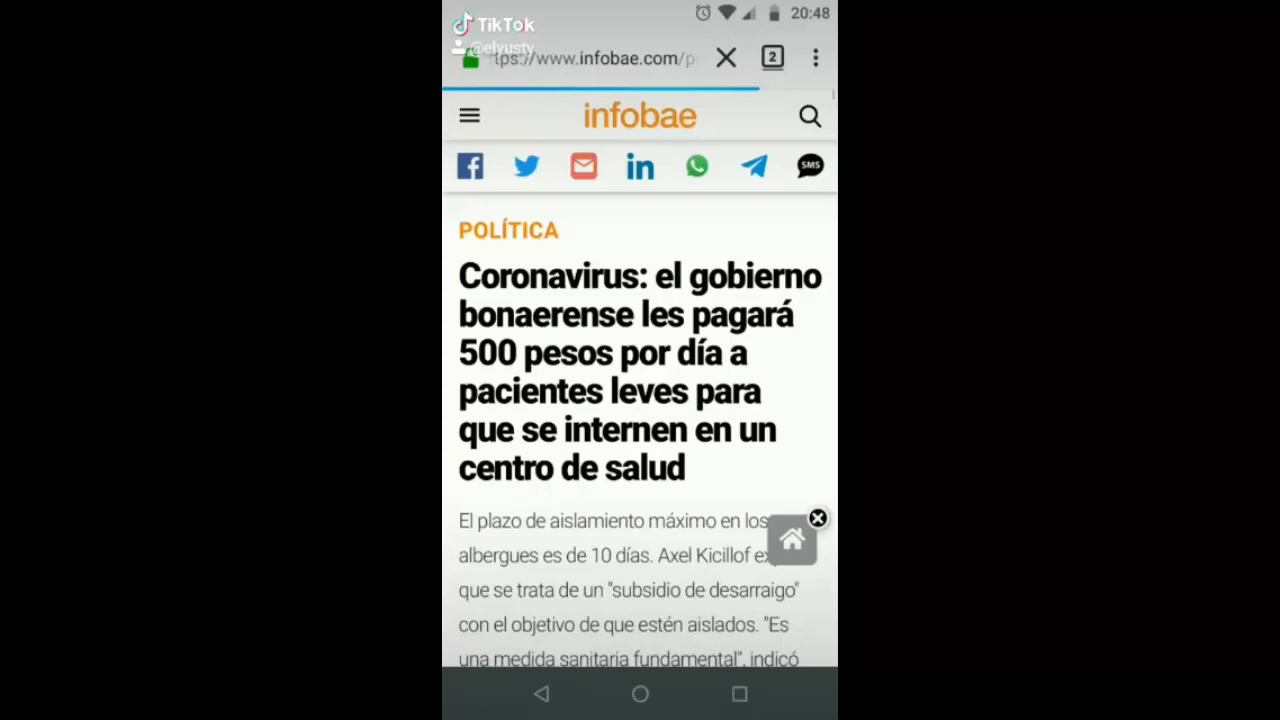 20:48
TikTok
@elyustv
tps://www.infobae.com/p
2
infobae
SMS
POLÍTICA
Coronavirus: el gobierno
bonaerense les pagará
500 pesos por día a
pacientes leves para
que se internen en un
centro de salud
El plazo de aislamiento máximo en los
albergues es de 10 días. Axel Kicillof
que se trata de un "subsidio de desarraigo"
con el objetivo de que estén aislados. "Es
una medida sanitaria fundamental", indicó